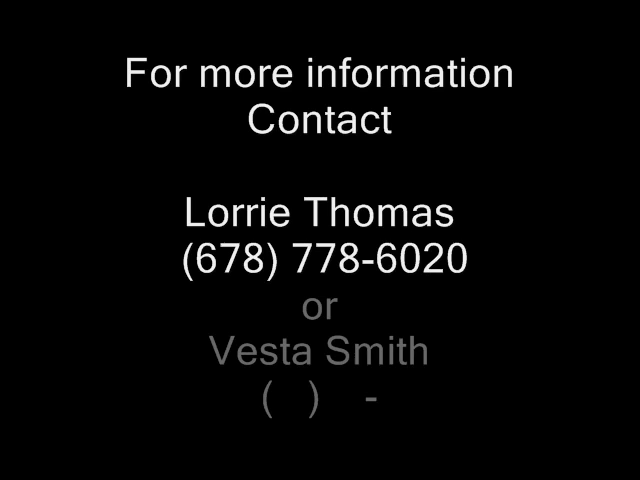 For more information
Contact
Lorrie Thomas
(678) 778-6020
or
Vesta Smith
(   )    -